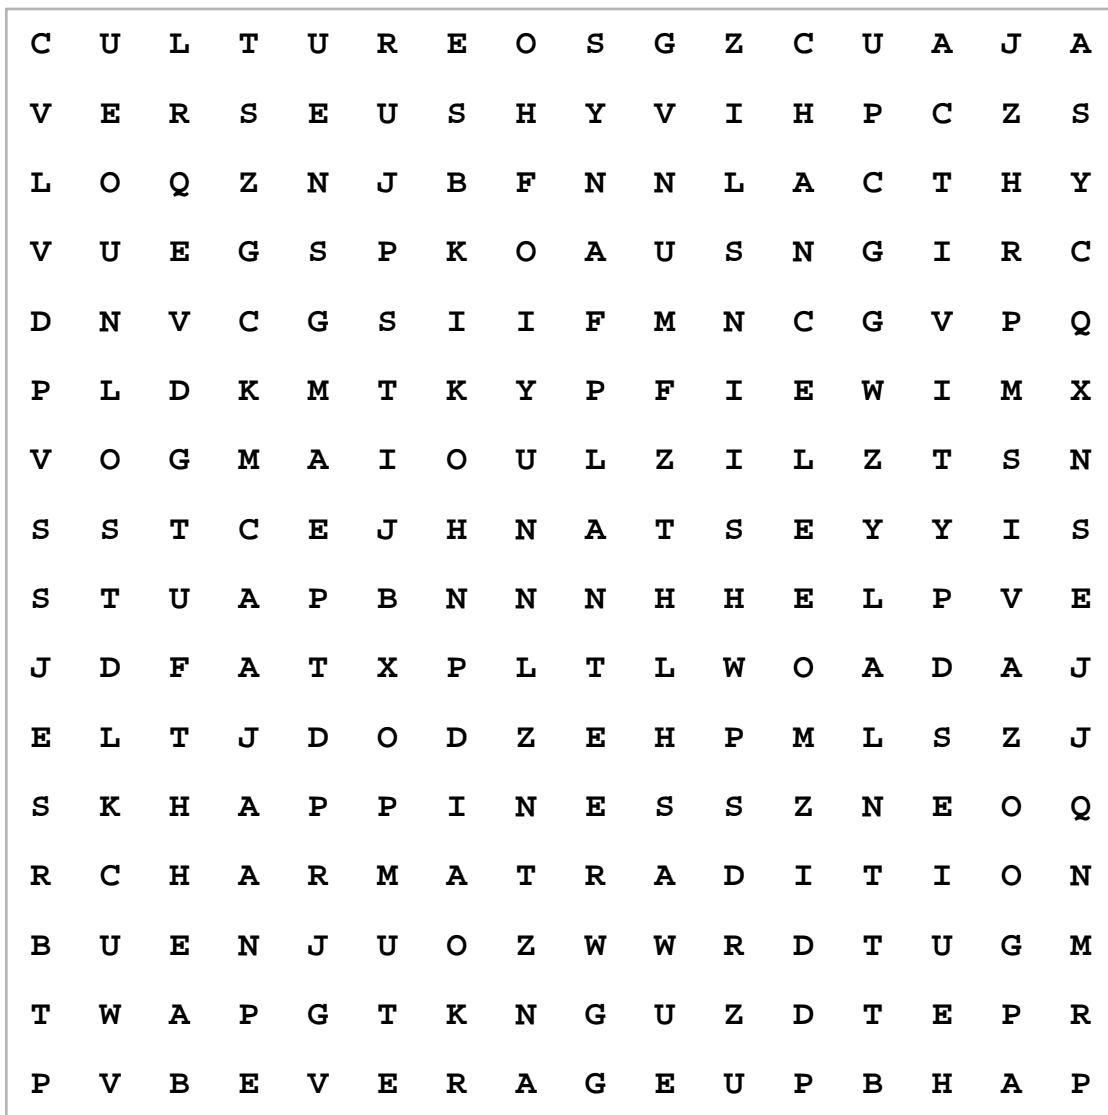 C U L T U R E O S G Z C U A J A
V E R S E U S H Y V I H P C Z S
L O Q Z N J B F N N L A C T H Y
V U E G S P K O A U S N G I R C
D N V C G S I I F M N C G V P Q
P L D K M T K Y P F I E W I M X
V O G M A I O U L Z I L Z T S N
S S T C E J H N A T S E Y Y I S
S T U A P B N N N H H E L P V E
J D F A T X P L T L W O A D A J
E L T J D O D Z E H P M L S Z J
S K H A P P I N E S S Z N E O Q
R C H A R M A T R A D I T I O N
B U E N J U O Z W W R D T U G M
T W A P G T K N G U Z D T E P R
P V B E V E R A G E U P B H A P